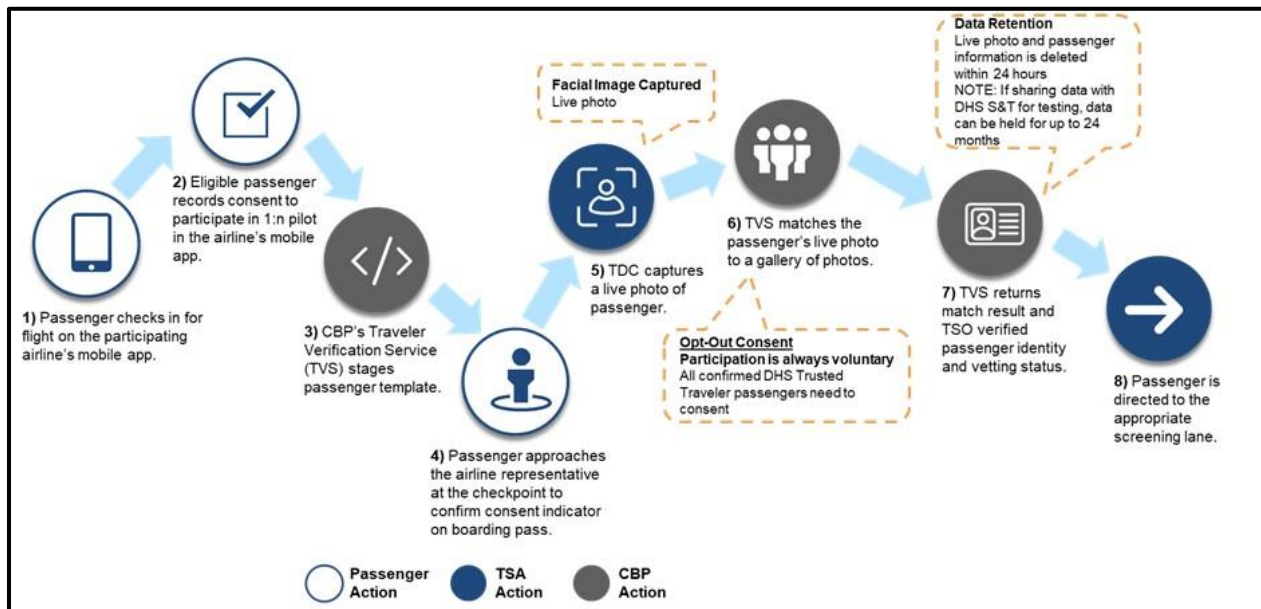 Data Retention
Live photo and passenger
information is deleted
within 24 hours
NOTE: If sharing data with
DHS S&T for testing, data
can be held for up to 24
months
Facial Image Captured
Live photo
2) Eligible passenger
records consent to
participate in 1:n pilot
in the airline's mobile
app.
1) Passenger checks in for
flight on the participating
airline's mobile app.
</>
3) CBP's Traveler
Verification Service
(TVS) stages
passenger template.
4) Passenger approaches
the airline representative
at the checkpoint to
confirm consent indicator
on boarding pass.
5) TDC captures
a live photo of
passenger.
6) TVS matches the
passenger's live photo
to a gallery of photos.
Opt-Out Consent
Participation is always voluntary
All confirmed DHS Trusted
Traveler passengers need to
consent
7) TVS returns
match result and
TSO verified
passenger identity
and vetting status.
8) Passenger is
directed to the
appropriate
screening lane.
Passenger
Action
TSA
Action
CBP
Action